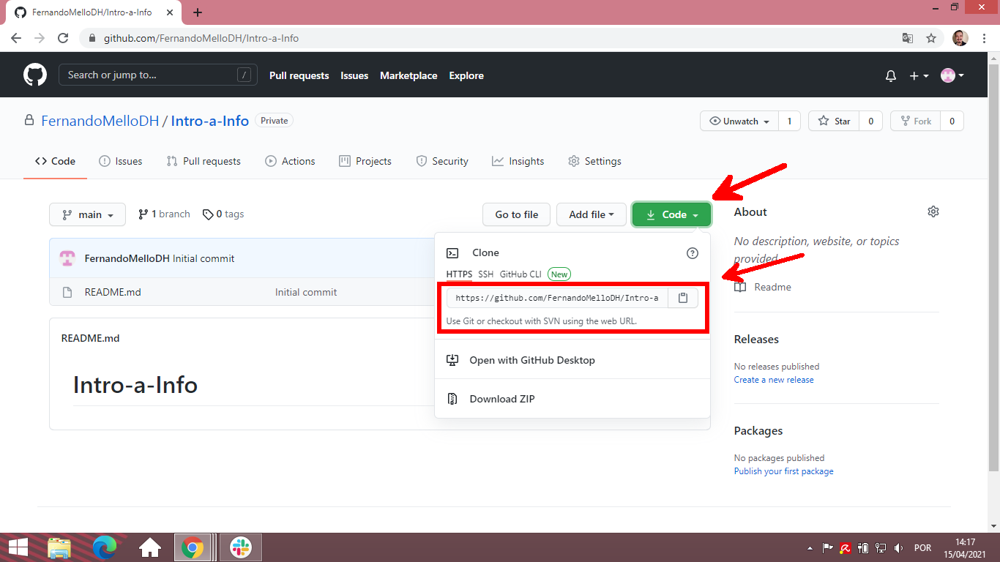 FernandoMelloDH/Intro-a-Info
github.com/FernandoMelloDH/Intro-a-Info
Search or jump to... /
Pull requests Issues Marketplace Explore
FernandoMelloDH / Intro-a-Info Private
Unwatch 1 Star 0 Fork 0
Code Issues Pull requests Actions Projects Security Insights Settings
main 1 branch 0 tags
Go to file Add file Code
FernandoMelloDH Initial commit
README.md Initial commit
README.md
Intro-a-Info
Clone
HTTPS SSH GitHub CLI New
https://github.com/FernandoMelloDH/Intro-a
Use Git or checkout with SVN using the web URL.
Open with GitHub Desktop
Download ZIP
About
No description, website, or topics
provided.
Readme
Releases
No releases published
Create a new release
Packages
No packages published
Publish your first package
POR
14:17
15/04/2021